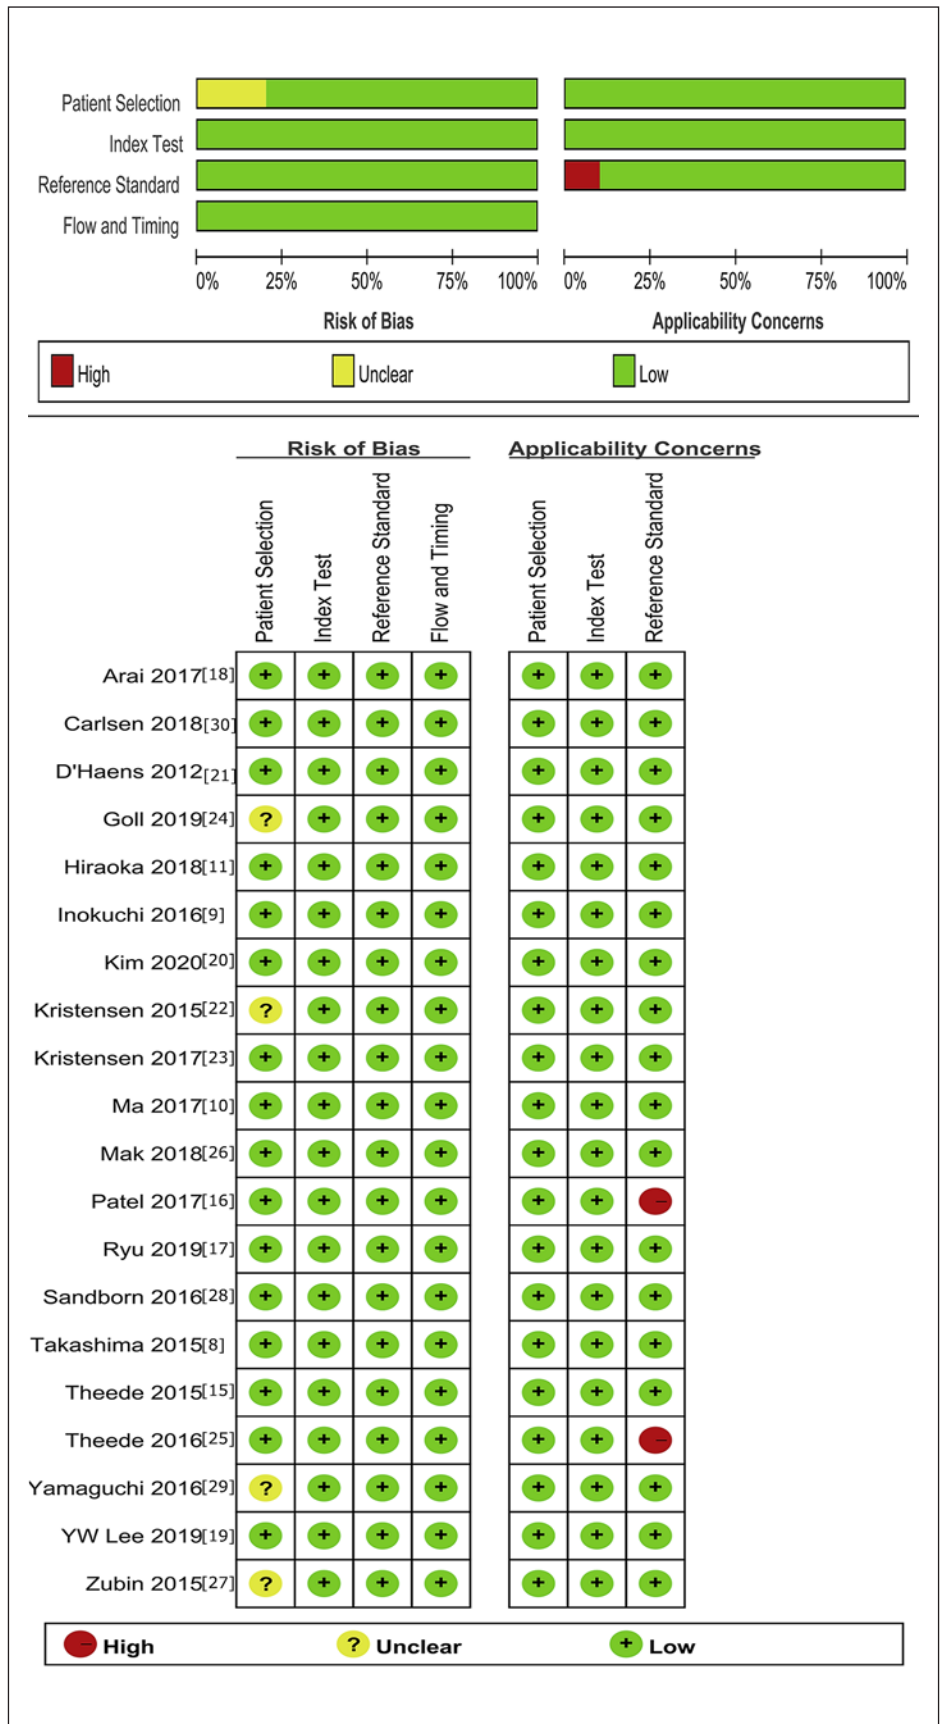 Patient Selection
Index Test
Reference Standard
Flow and Timing
0% 25% 50% 75% 100% 0% 25% 50% 75% 100%
Risk of Bias Applicability Concerns
High Unclear Low
Risk of Bias Applicability Concerns
Patient Selection Index Test Reference Standard Flow and Timing Patient Selection Index Test Reference Standard
Arai 2017[18] + + + + + + +
Carlsen 2018[30] + + + + + + +
D'Haens 2012[21] + + + + + + +
Goll 2019[24] ? + + + + + +
Hiraoka 2018[11] + + + + + + +
Inokuchi 2016[9] + + + + + + +
Kim 2020[20] + + + + + + +
Kristensen 2015[22] ? + + + + + +
Kristensen 2017[23] + + + + + + +
Ma 2017[10] + + + + + + +
Mak 2018[26] + + + + + + +
Patel 2017[16] + + + + + + −
Ryu 2019[17] + + + + + + +
Sandborn 2016[28] + + + + + + +
Takashima 2015[8] + + + + + + +
Theede 2015[15] + + + + + + +
Theede 2016[25] + + + + + + −
Yamaguchi 2016[29] ? + + + + + +
YW Lee 2019[19] + + + + + + +
Zubin 2015[27] ? + + + + + +
− High ? Unclear + Low